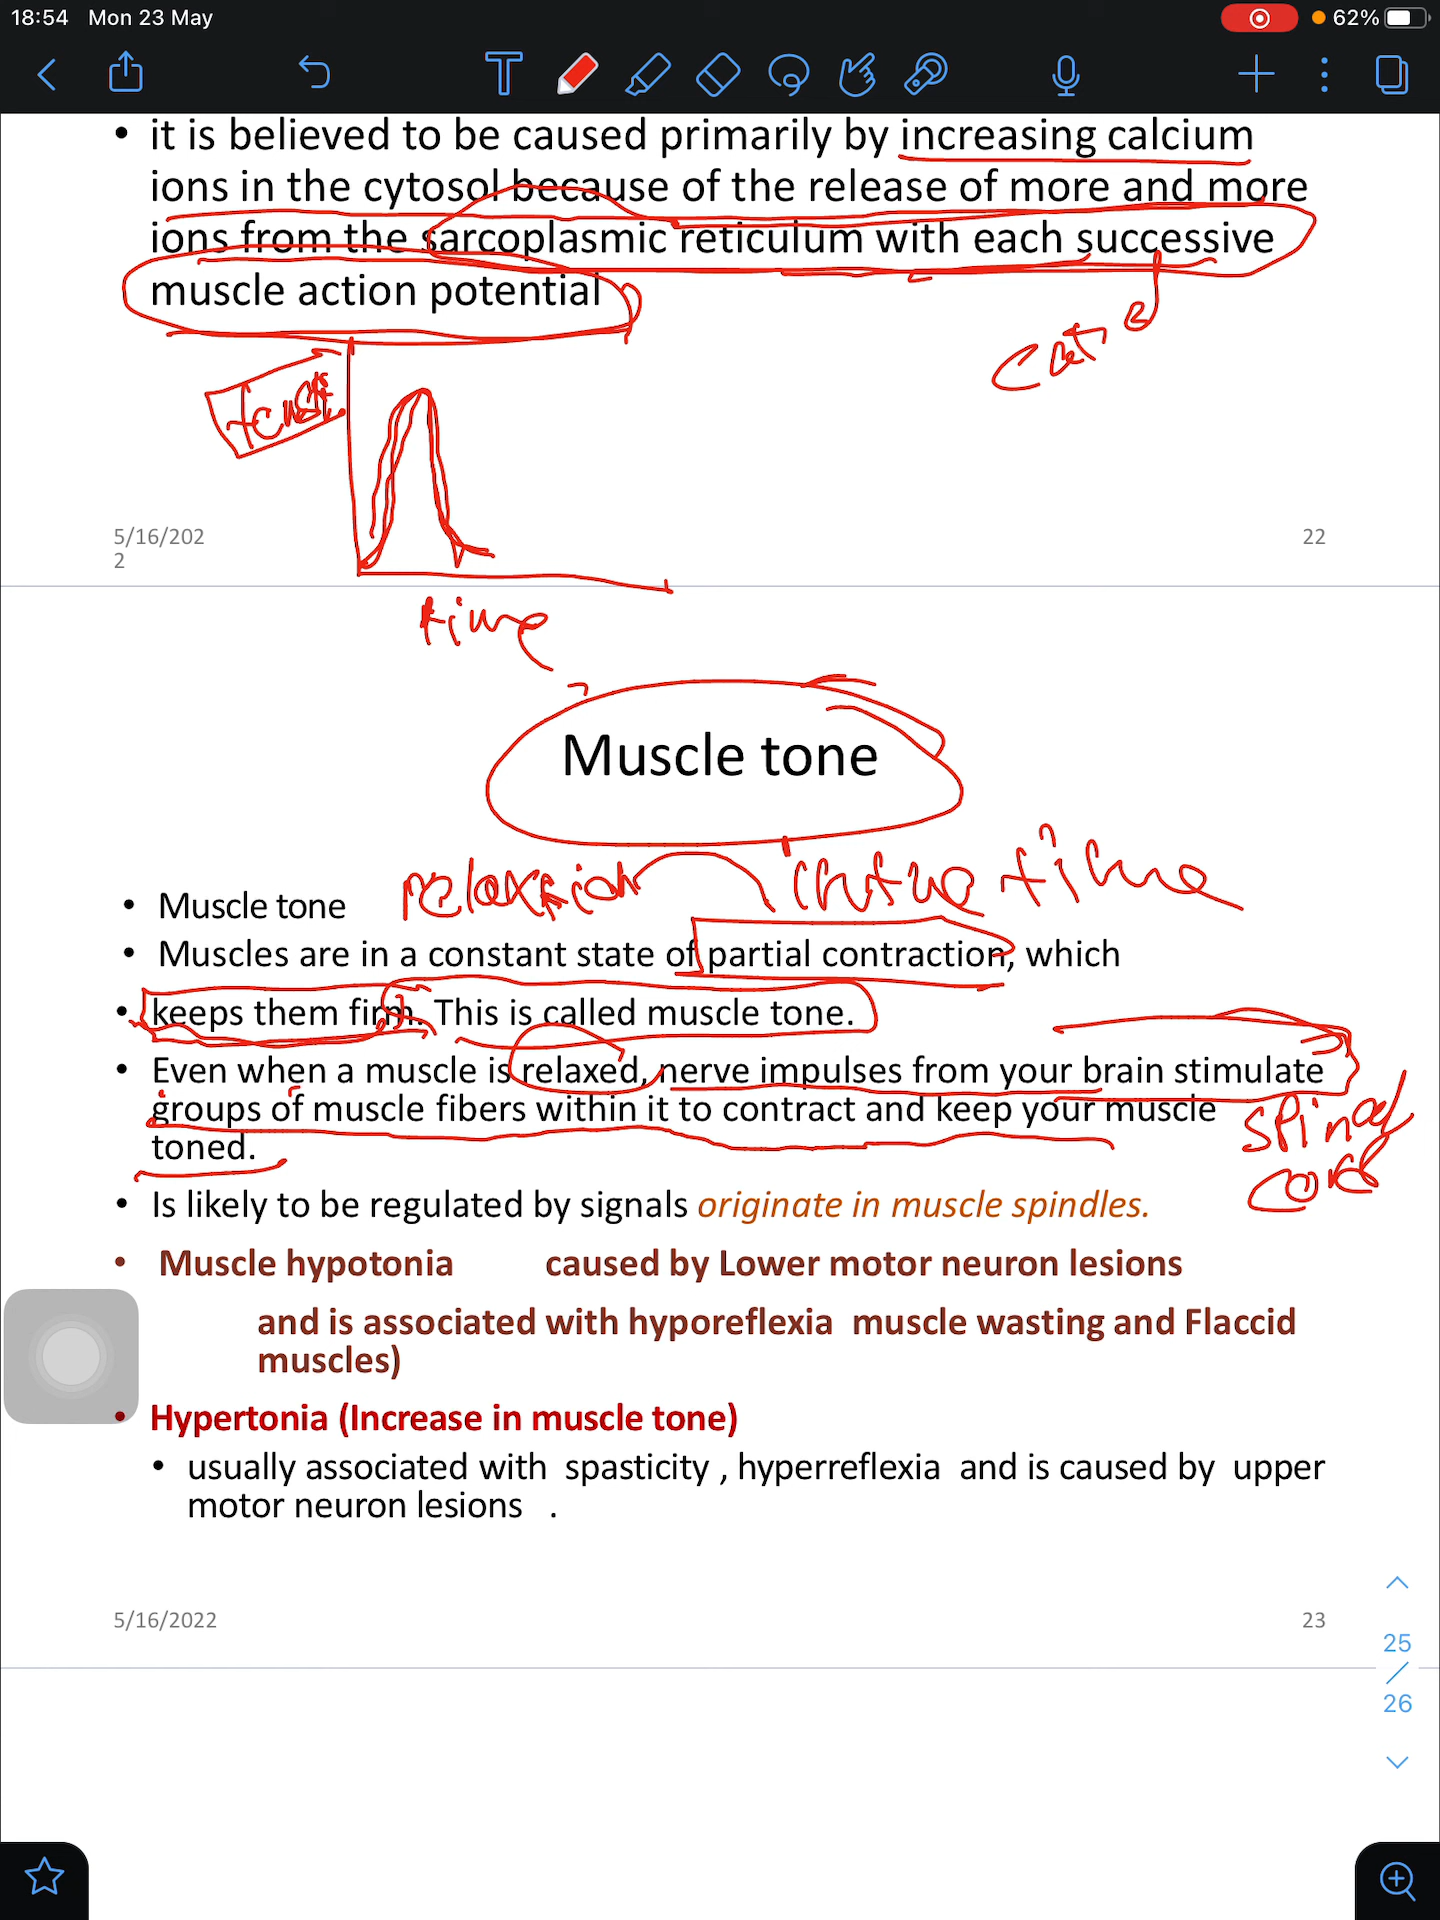 18:54 Mon 23 May
62%
• it is believed to be caused primarily by increasing calcium
ions in the cytosol because of the release of more and more
ions from the sarcoplasmic reticulum with each successive
muscle action potential
5/16/202
2
22
time
Muscle tone
relaxation time
• Muscle tone
• Muscles are in a constant state of partial contraction, which
• keeps them firm. This is called muscle tone.
• Even when a muscle is relaxed, nerve impulses from your brain stimulate
groups of muscle fibers within it to contract and keep your muscle
toned.
spinal
cord
• Is likely to be regulated by signals originate in muscle spindles.
• Muscle hypotonia caused by Lower motor neuron lesions
and is associated with hyporeflexia muscle wasting and Flaccid
muscles)
• Hypertonia (Increase in muscle tone)
• usually associated with spasticity , hyperreflexia and is caused by upper
motor neuron lesions .
5/16/2022
23
25
/
26